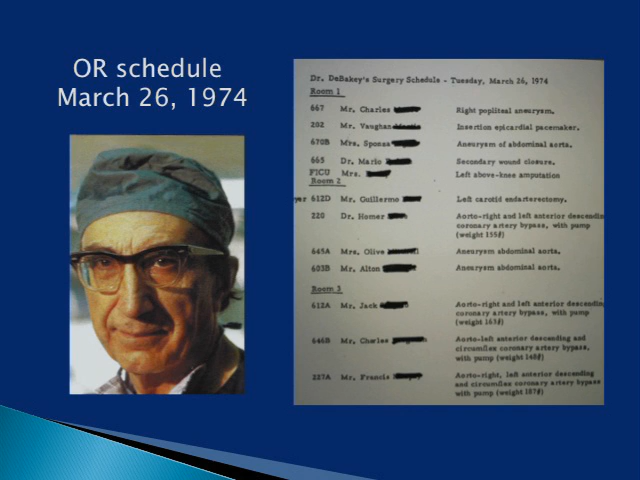 OR schedule
March 26, 1974
Dr. DeBakey's Surgery Schedule - Tuesday, March 26, 1974
Room 1
667 Mr. Charles Right popliteal aneurysm.
202 Mr. Vaughan Insertion epicardial pacemaker.
670B Mrs. Sponsa Aneurysm of abdominal aorta.
665 Dr. Mario Secondary wound closure.
FICU Mrs. Left above-knee amputation
Room 2
yer 612D Mr. Guillermo Left carotid endarterectomy.
220 Dr. Homer Aorto-right and left anterior descendin
coronary artery bypass, with pump
(weight 155#)
645A Mrs. Olive Aneurysm abdominal aorta.
603B Mr. Alton Aneurysm abdominal aorta.
Room 3
612A Mr. Jack Aorto-right and left anterior descending
coronary artery bypass, with pump
(weight 163#)
646B Mr. Charles Aorto-left anterior descending and
circumflex coronary artery bypass,
with pump (weight 148#)
227A Mr. Francis Aorto-right, left anterior descending
and circumflex coronary artery bypass
with pump (weight 187#)